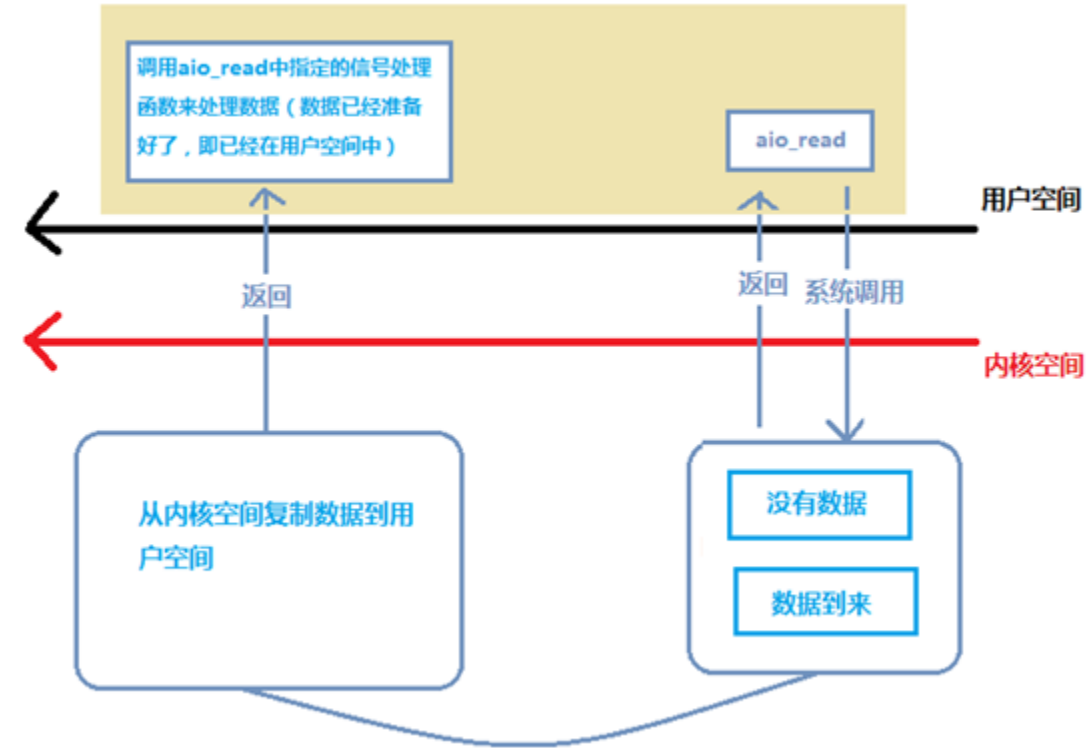 调用aio_read中指定的信号处理
函数来处理数据（数据已经准备
好了，即已经在用户空间中）
aio_read
用户空间
返回
返回
系统调用
内核空间
从内核空间复制数据到用
户空间
没有数据
数据到来